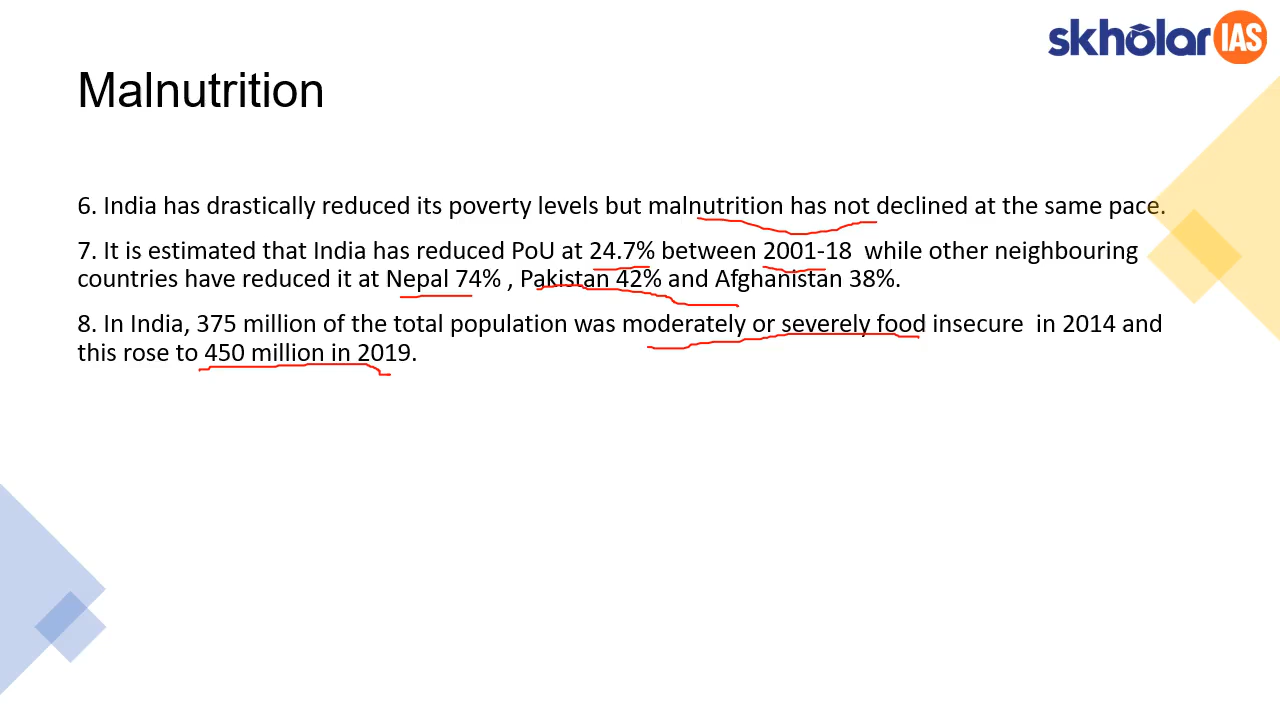 skholar IAS
Malnutrition
6. India has drastically reduced its poverty levels but malnutrition has not declined at the same pace.
7. It is estimated that India has reduced PoU at 24.7% between 2001-18  while other neighbouring
countries have reduced it at Nepal 74% , Pakistan 42% and Afghanistan 38%.
8. In India, 375 million of the total population was moderately or severely food insecure  in 2014 and
this rose to 450 million in 2019.